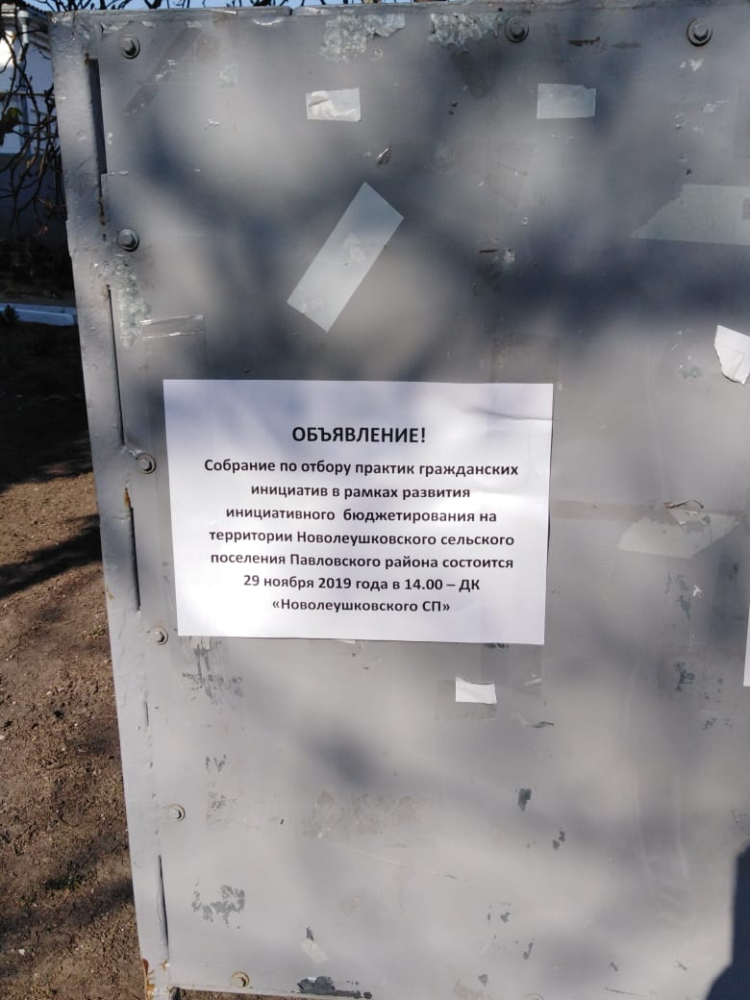 ОБЪЯВЛЕНИЕ!
Собрание по отбору практик гражданских
инициатив в рамках развития
инициативного бюджетирования на
территории Новолеушковского сельского
поселения Павловского района состоится
29 ноября 2019 года в 14.00 – ДК
«Новолеушковского СП»